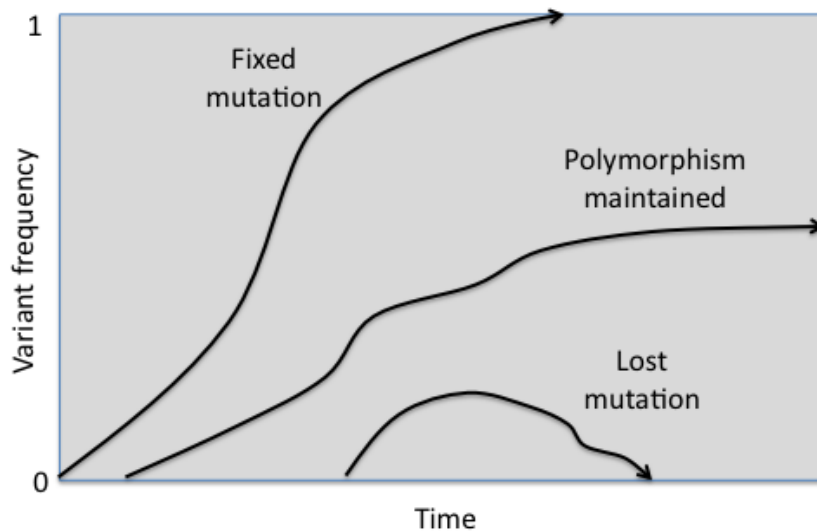 1
Fixed
mutation
Polymorphism
maintained
Variant frequency
Lost
mutation
0
Time